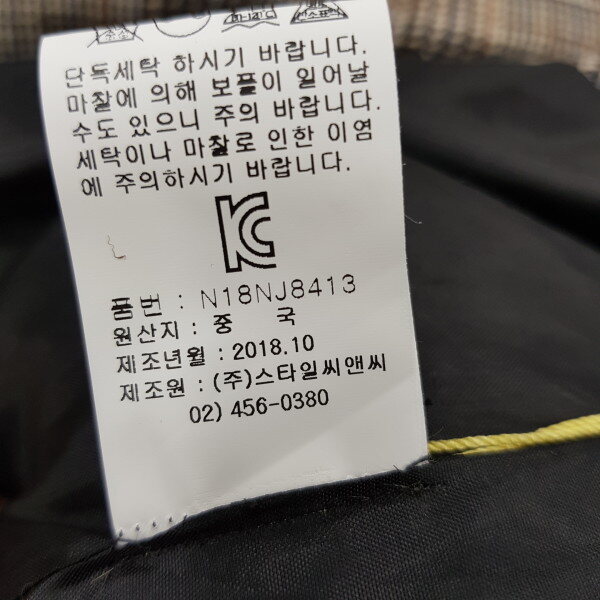 단독세탁 하시기 바랍니다.
마찰에 의해 보풀이 일어날
수도 있으니 주의 바랍니다.
세탁이나 마찰로 인한 이염
에 주의하시기 바랍니다.
품번 : N18NJ8413
원산지 : 중 국
제조년월 : 2018.10
제조원 : (주)스타일씨앤씨
02) 456-0380